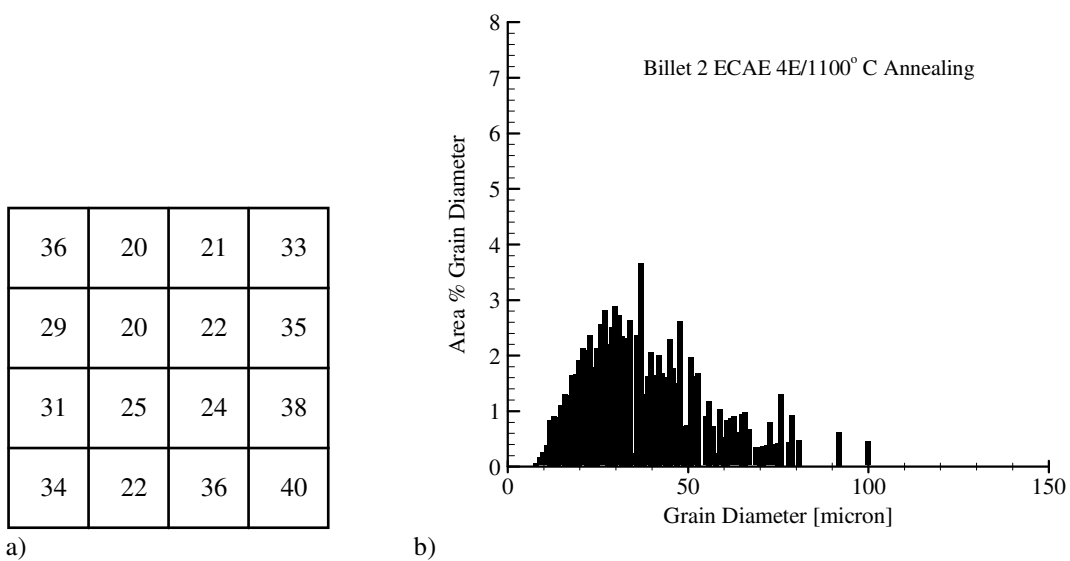 36 20 21 33
29 20 22 35
31 25 24 38
34 22 36 40
a)
8
7
6
5
4
3
2
1
0
Area % Grain Diameter
Billet 2 ECAE 4E/1100° C Annealing
0 50 100 150
Grain Diameter [micron]
b)